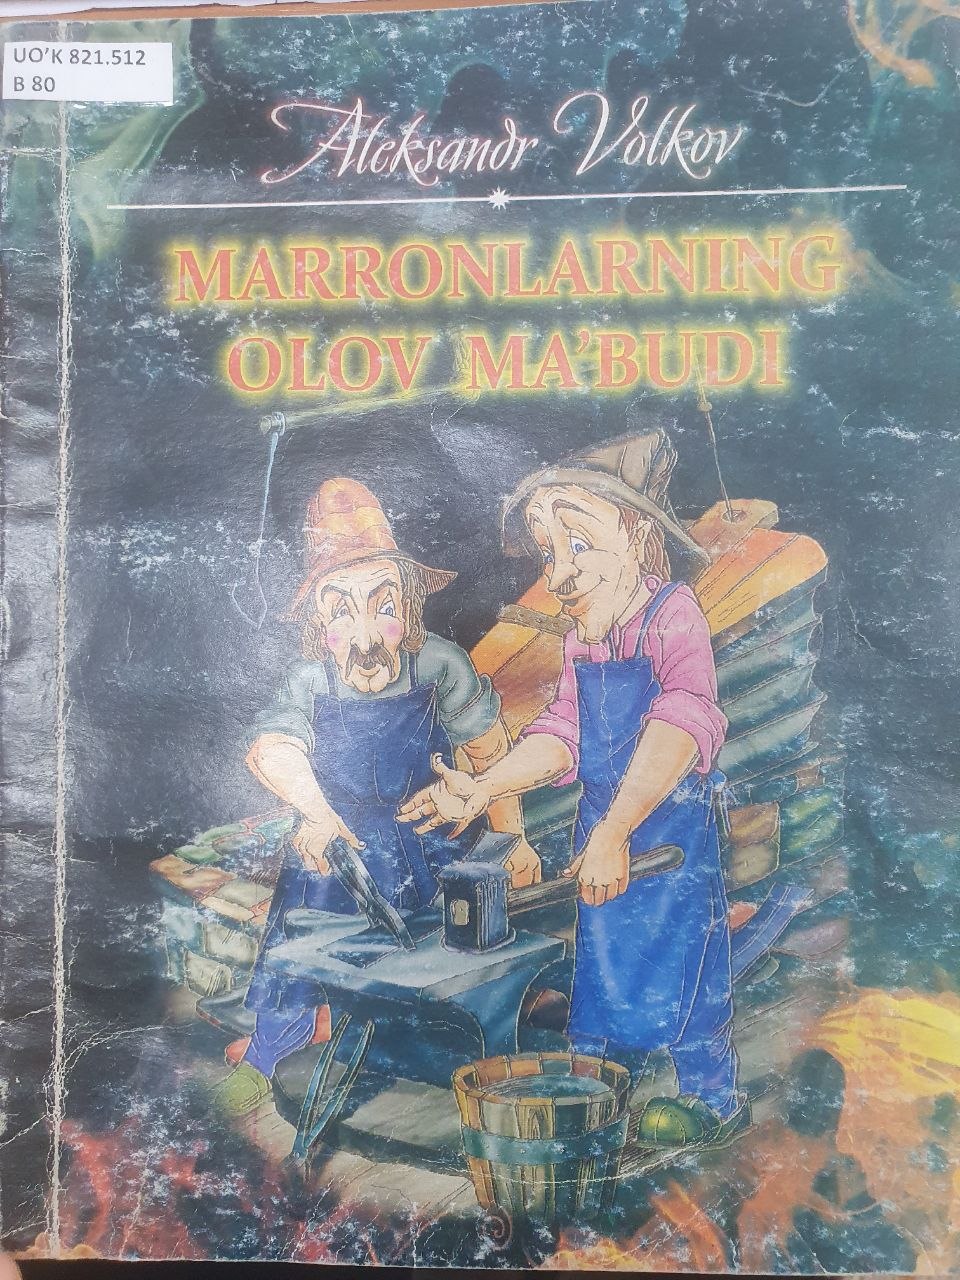 UO'K 821.512
B 80
Aleksandr Volkov
MARRONLARNING
OLOV MA'BUDI